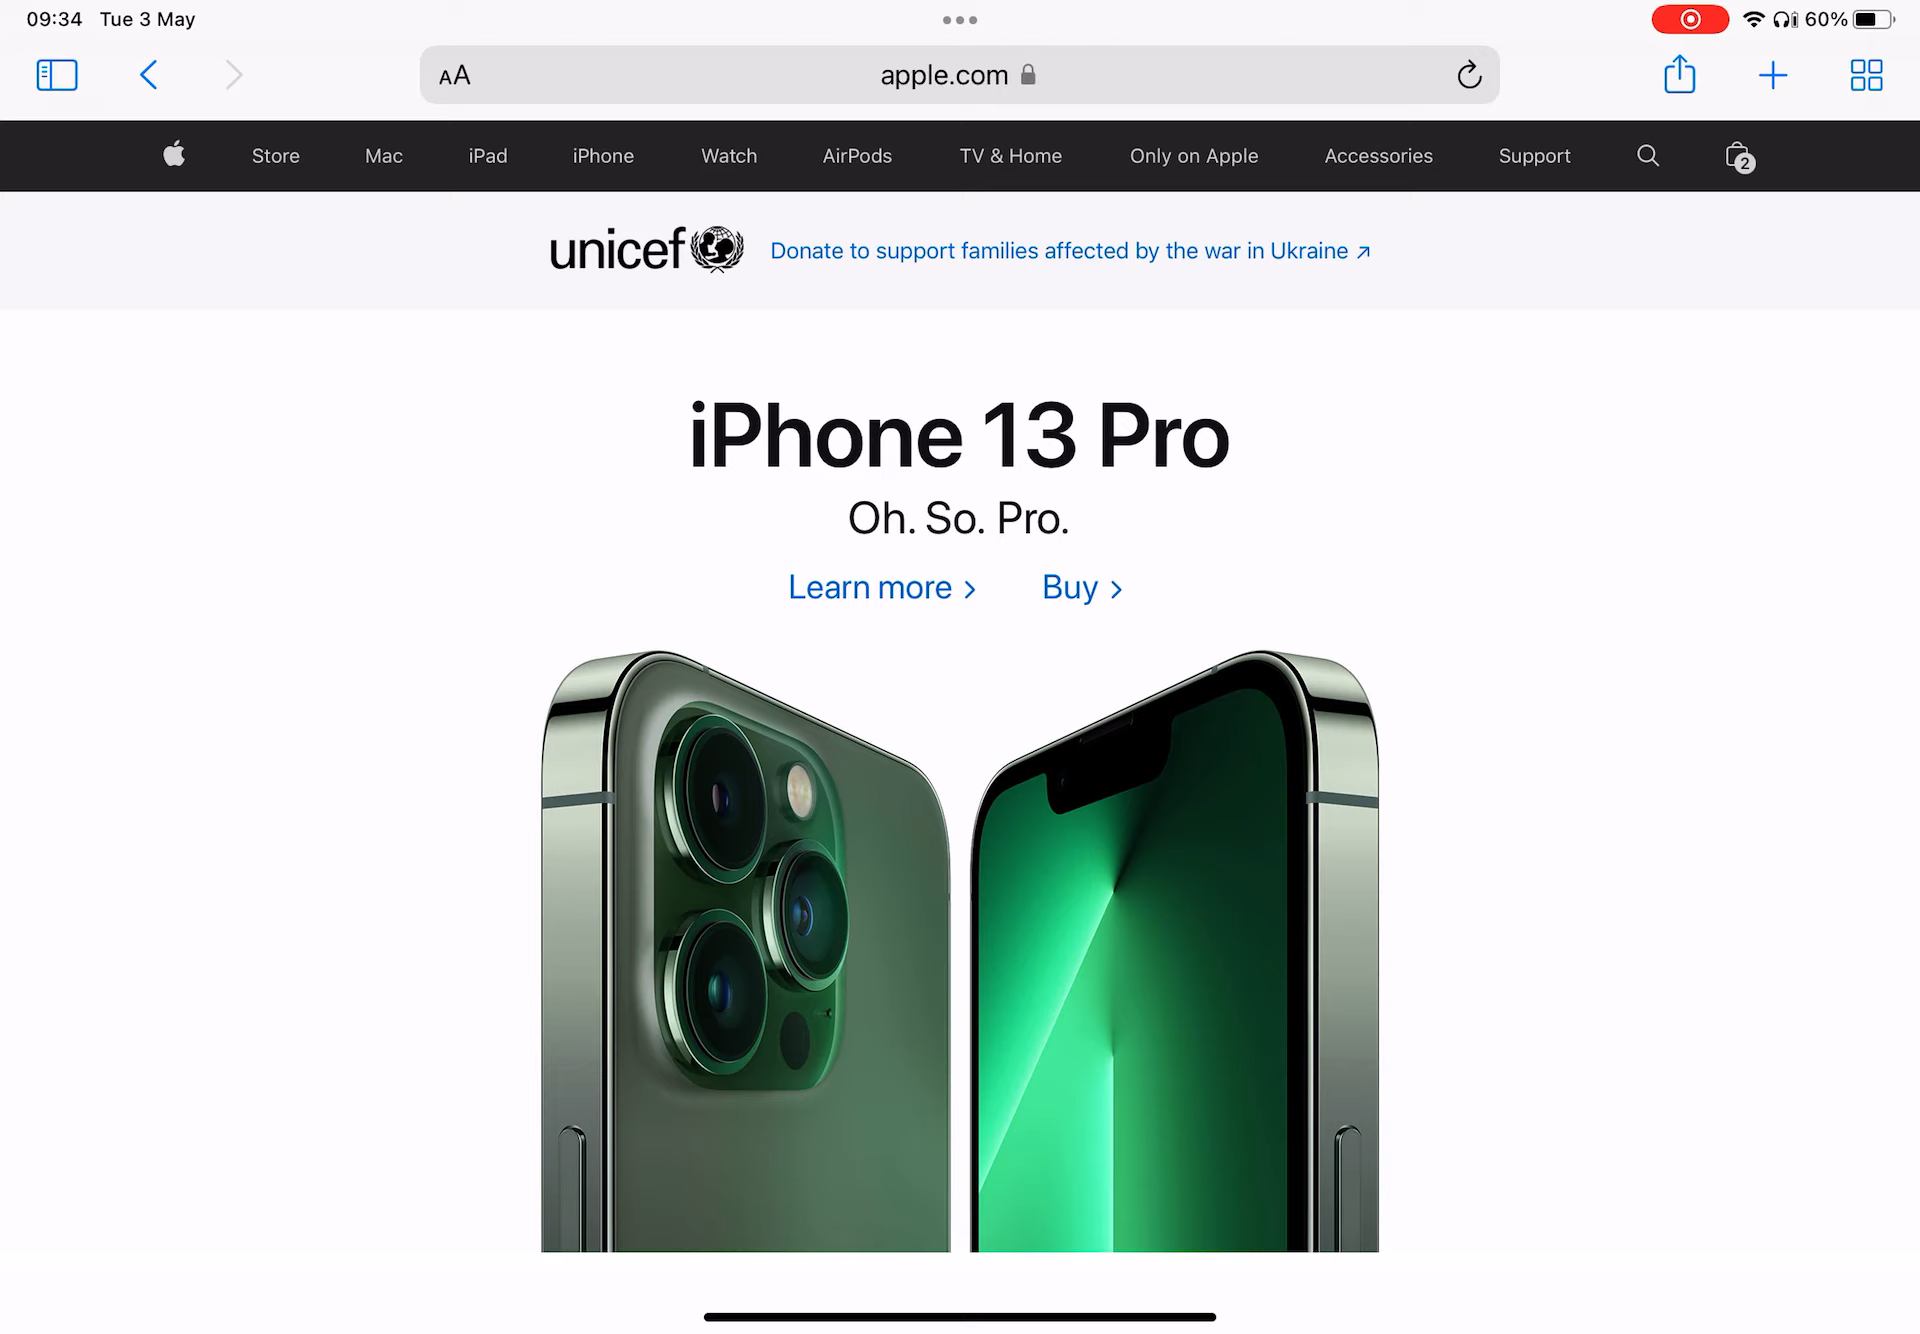 09:34 Tue 3 May
60%
AA
apple.com
Store Mac iPad iPhone Watch AirPods TV & Home Only on Apple Accessories Support 2
unicef Donate to support families affected by the war in Ukraine ↗
iPhone 13 Pro
Oh. So. Pro.
Learn more > Buy >